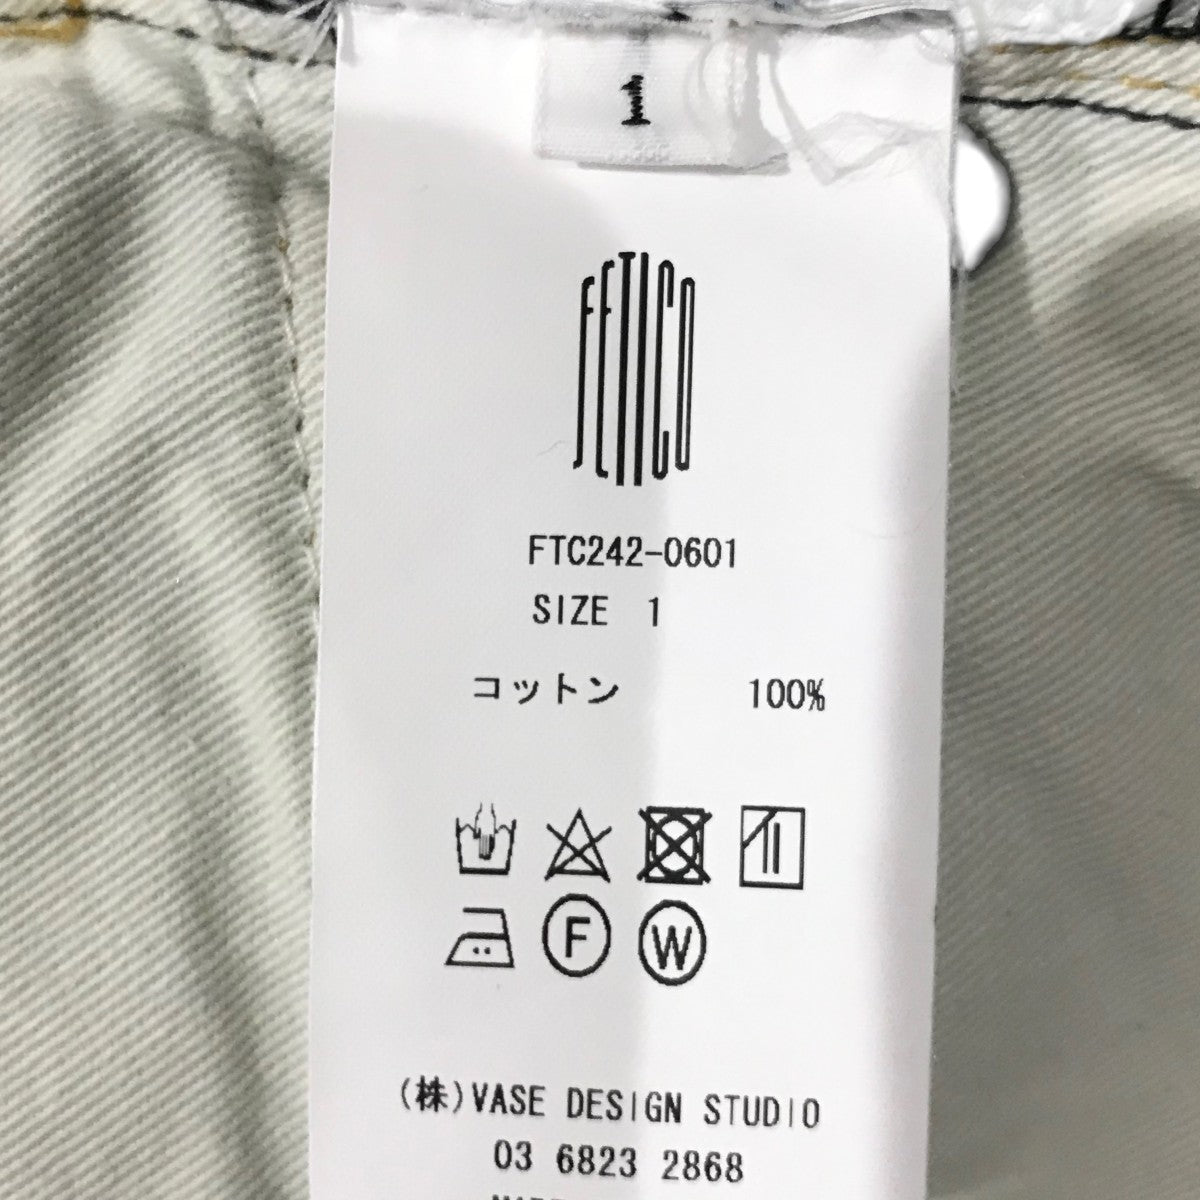 1
FETICO
FTC242-0601
SIZE 1
コットン 100%
F W
(株)VASE DESIGN STUDIO
03 6823 2868